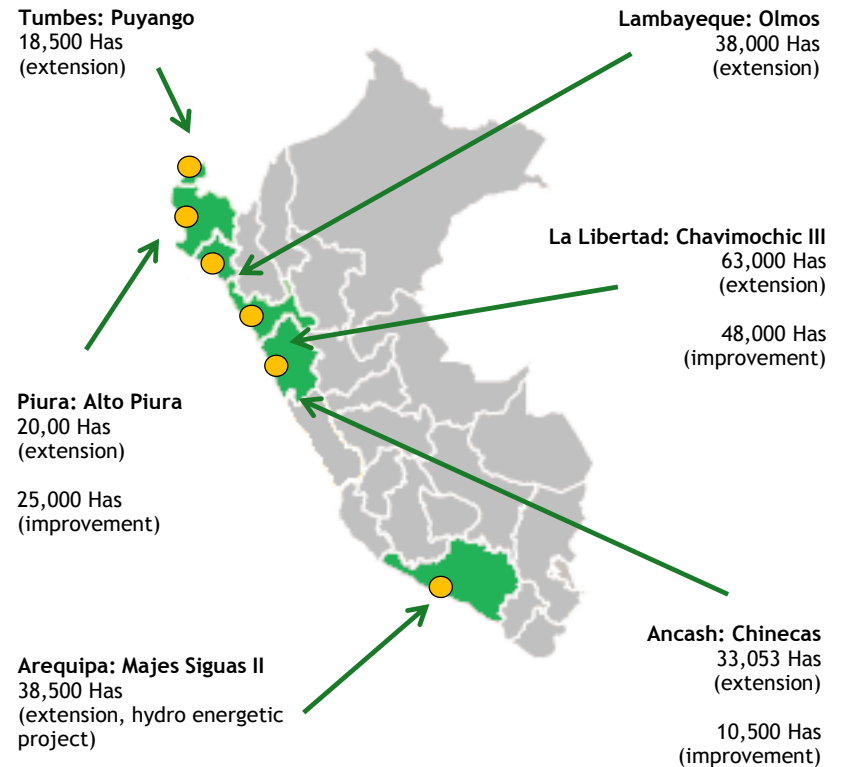 Tumbes: Puyango
18,500 Has
(extension)
Lambayeque: Olmos
38,000 Has
(extension)
La Libertad: Chavimochic III
63,000 Has
(extension)
48,000 Has
(improvement)
Piura: Alto Piura
20,00 Has
(extension)
25,000 Has
(improvement)
Ancash: Chinecas
33,053 Has
(extension)
10,500 Has
(improvement)
Arequipa: Majes Siguas II
38,500 Has
(extension, hydro energetic
project)